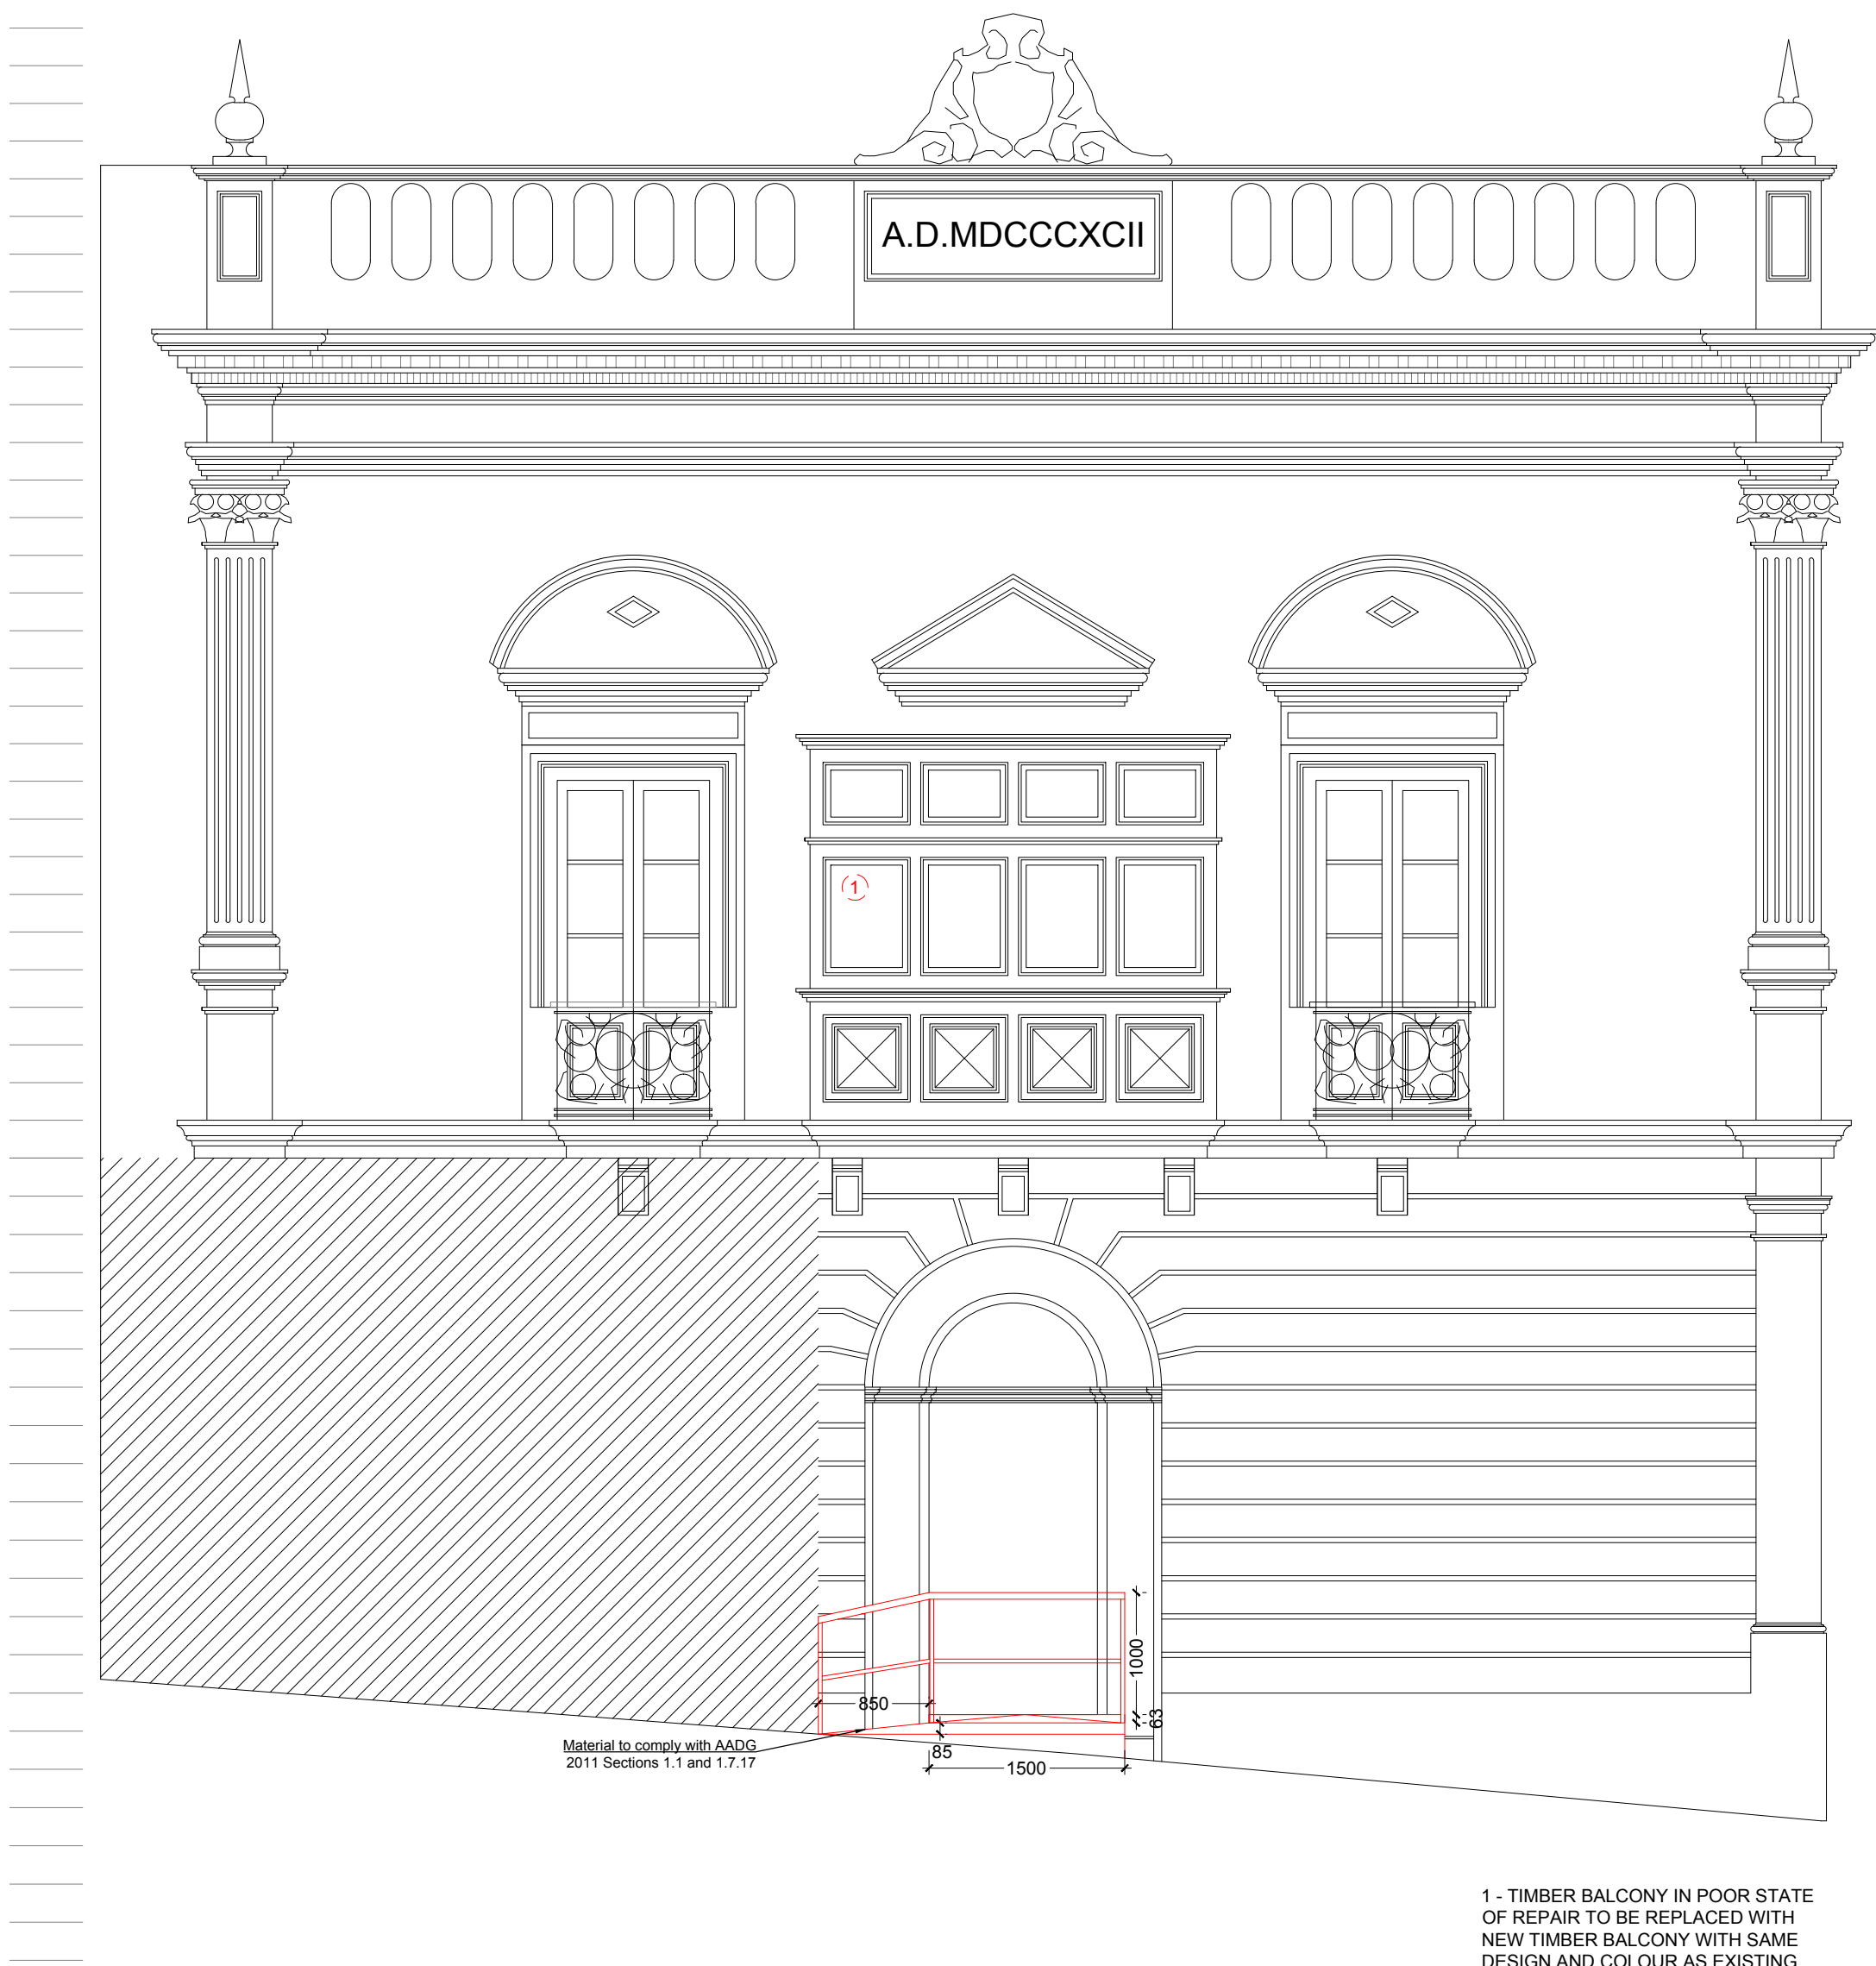 A.D.MDCCCXCII
1
1000
850
63
Material to comply with AADG
2011 Sections 1.1 and 1.7.17
85
1500
1 - TIMBER BALCONY IN POOR STATE
OF REPAIR TO BE REPLACED WITH
NEW TIMBER BALCONY WITH SAME
DESIGN AND COLOUR AS EXISTING